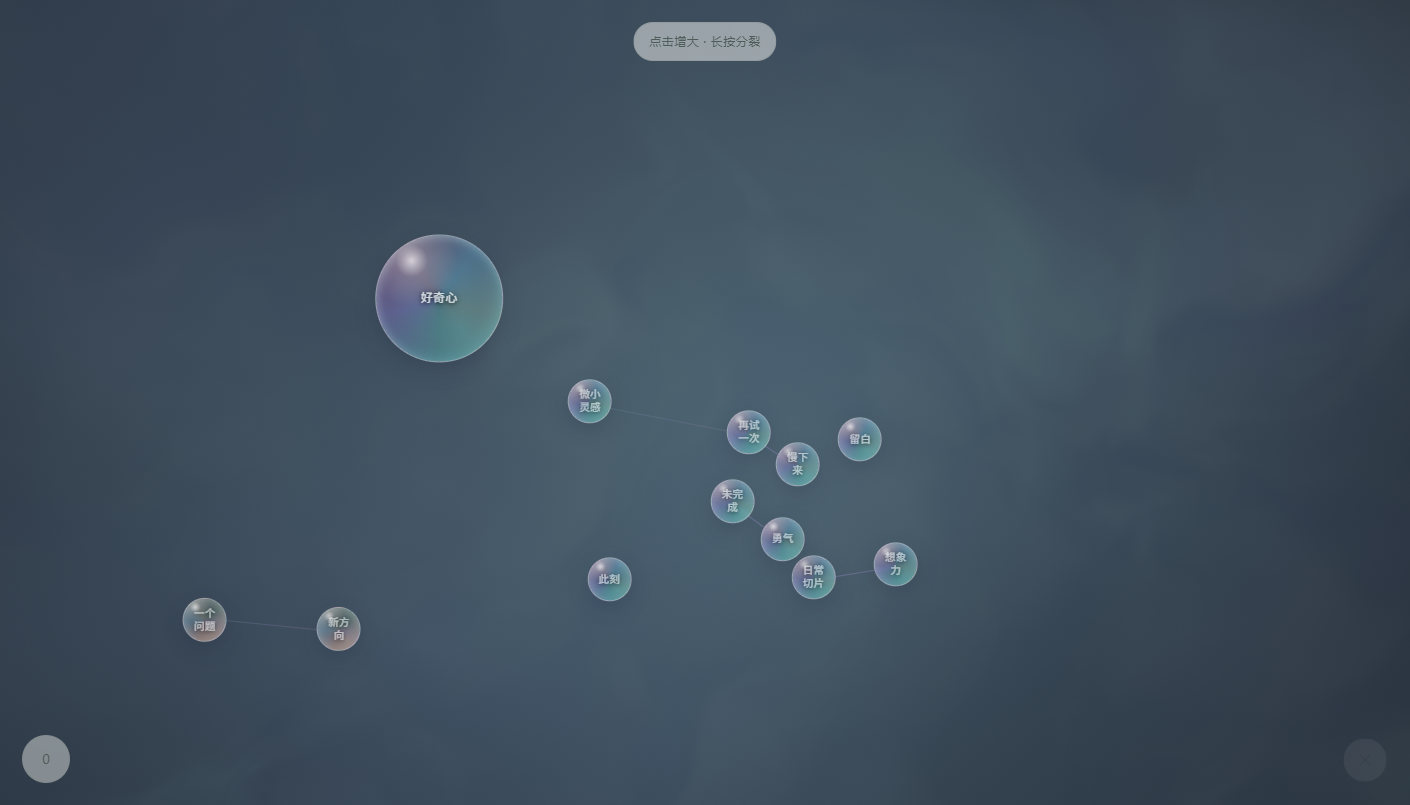 点击增大 · 长按分裂
好奇心
微小
灵感
再试
一次
留白
慢下
来
未完
成
勇气
想象
力
日常
切片
此刻
一个
问题
新方
向
0